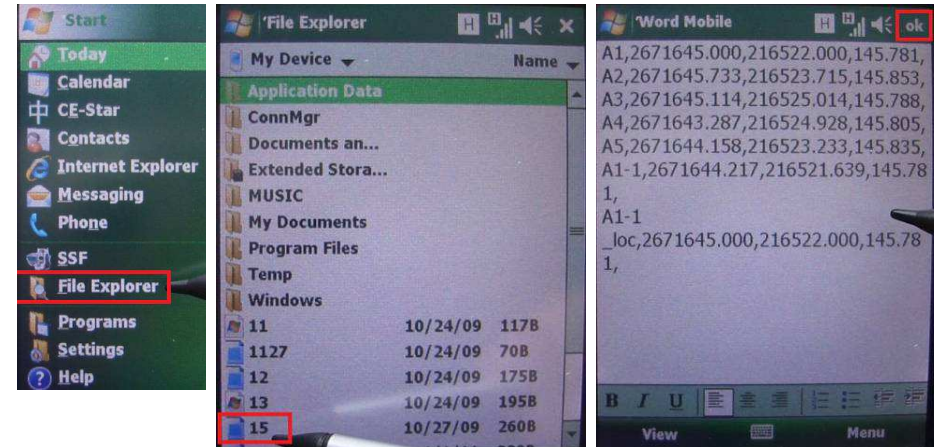 Start
Today
Calendar
中 CE-Star
Contacts
Internet Explorer
Messaging
Phone
SSF
File Explorer
Programs
Settings
? Help
'File Explorer H H ×
My Device Name
Application Data
ConnMgr
Documents an...
Extended Stora...
MUSIC
My Documents
Program Files
Temp
Windows
11 10/24/09 117B
1127 10/24/09 70B
12 10/24/09 175B
13 10/24/09 195B
15 10/27/09 260B
'Word Mobile H H ok
A1,2671645.000,216522.000,145.781,
A2,2671645.733,216523.715,145.853,
A3,2671645.114,216525.014,145.788,
A4,2671643.287,216524.928,145.805,
A5,2671644.158,216523.233,145.835,
A1-1,2671644.217,216521.639,145.78
1,
A1-1
_loc,2671645.000,216522.000,145.78
1,
B I U
View Menu